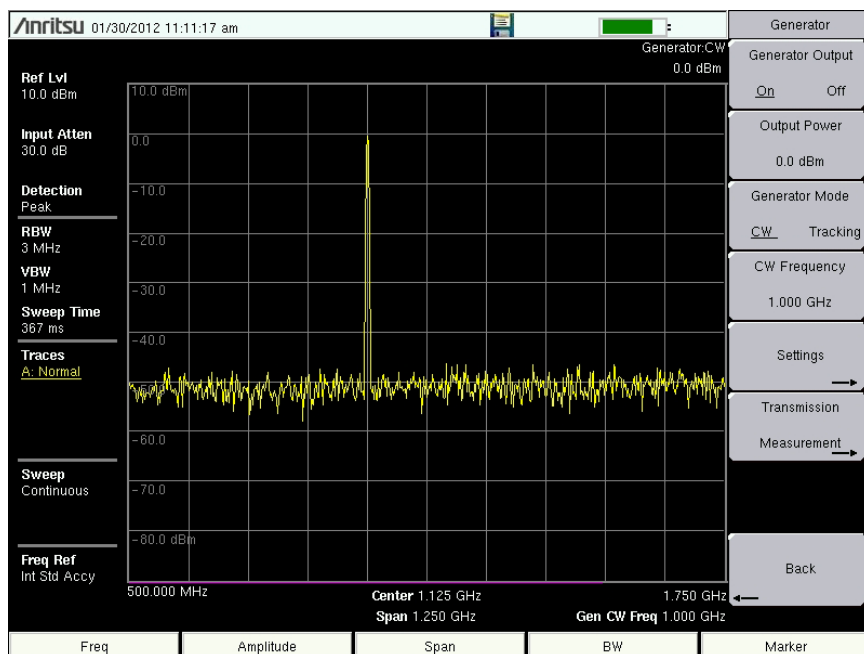 Anritsu 01/30/2012 11:11:17 am
Generator
Generator:CW
0.0 dBm
Ref Lvl
10.0 dBm
Input Atten
30.0 dB
Detection
Peak
RBW
3 MHz
VBW
1 MHz
Sweep Time
367 ms
Traces
A: Normal
Sweep
Continuous
Freq Ref
Int Std Accy
10.0 dBm
0.0
-10.0
-20.0
-30.0
-40.0
-60.0
-70.0
-80.0 dBm
500.000 MHz
Center 1.125 GHz
1.750 GHz
Span 1.250 GHz
Gen CW Freq 1.000 GHz
Generator Output
On Off
Output Power
0.0 dBm
Generator Mode
CW Tracking
CW Frequency
1.000 GHz
Settings
Transmission
Measurement
Back
Freq
Amplitude
Span
BW
Marker